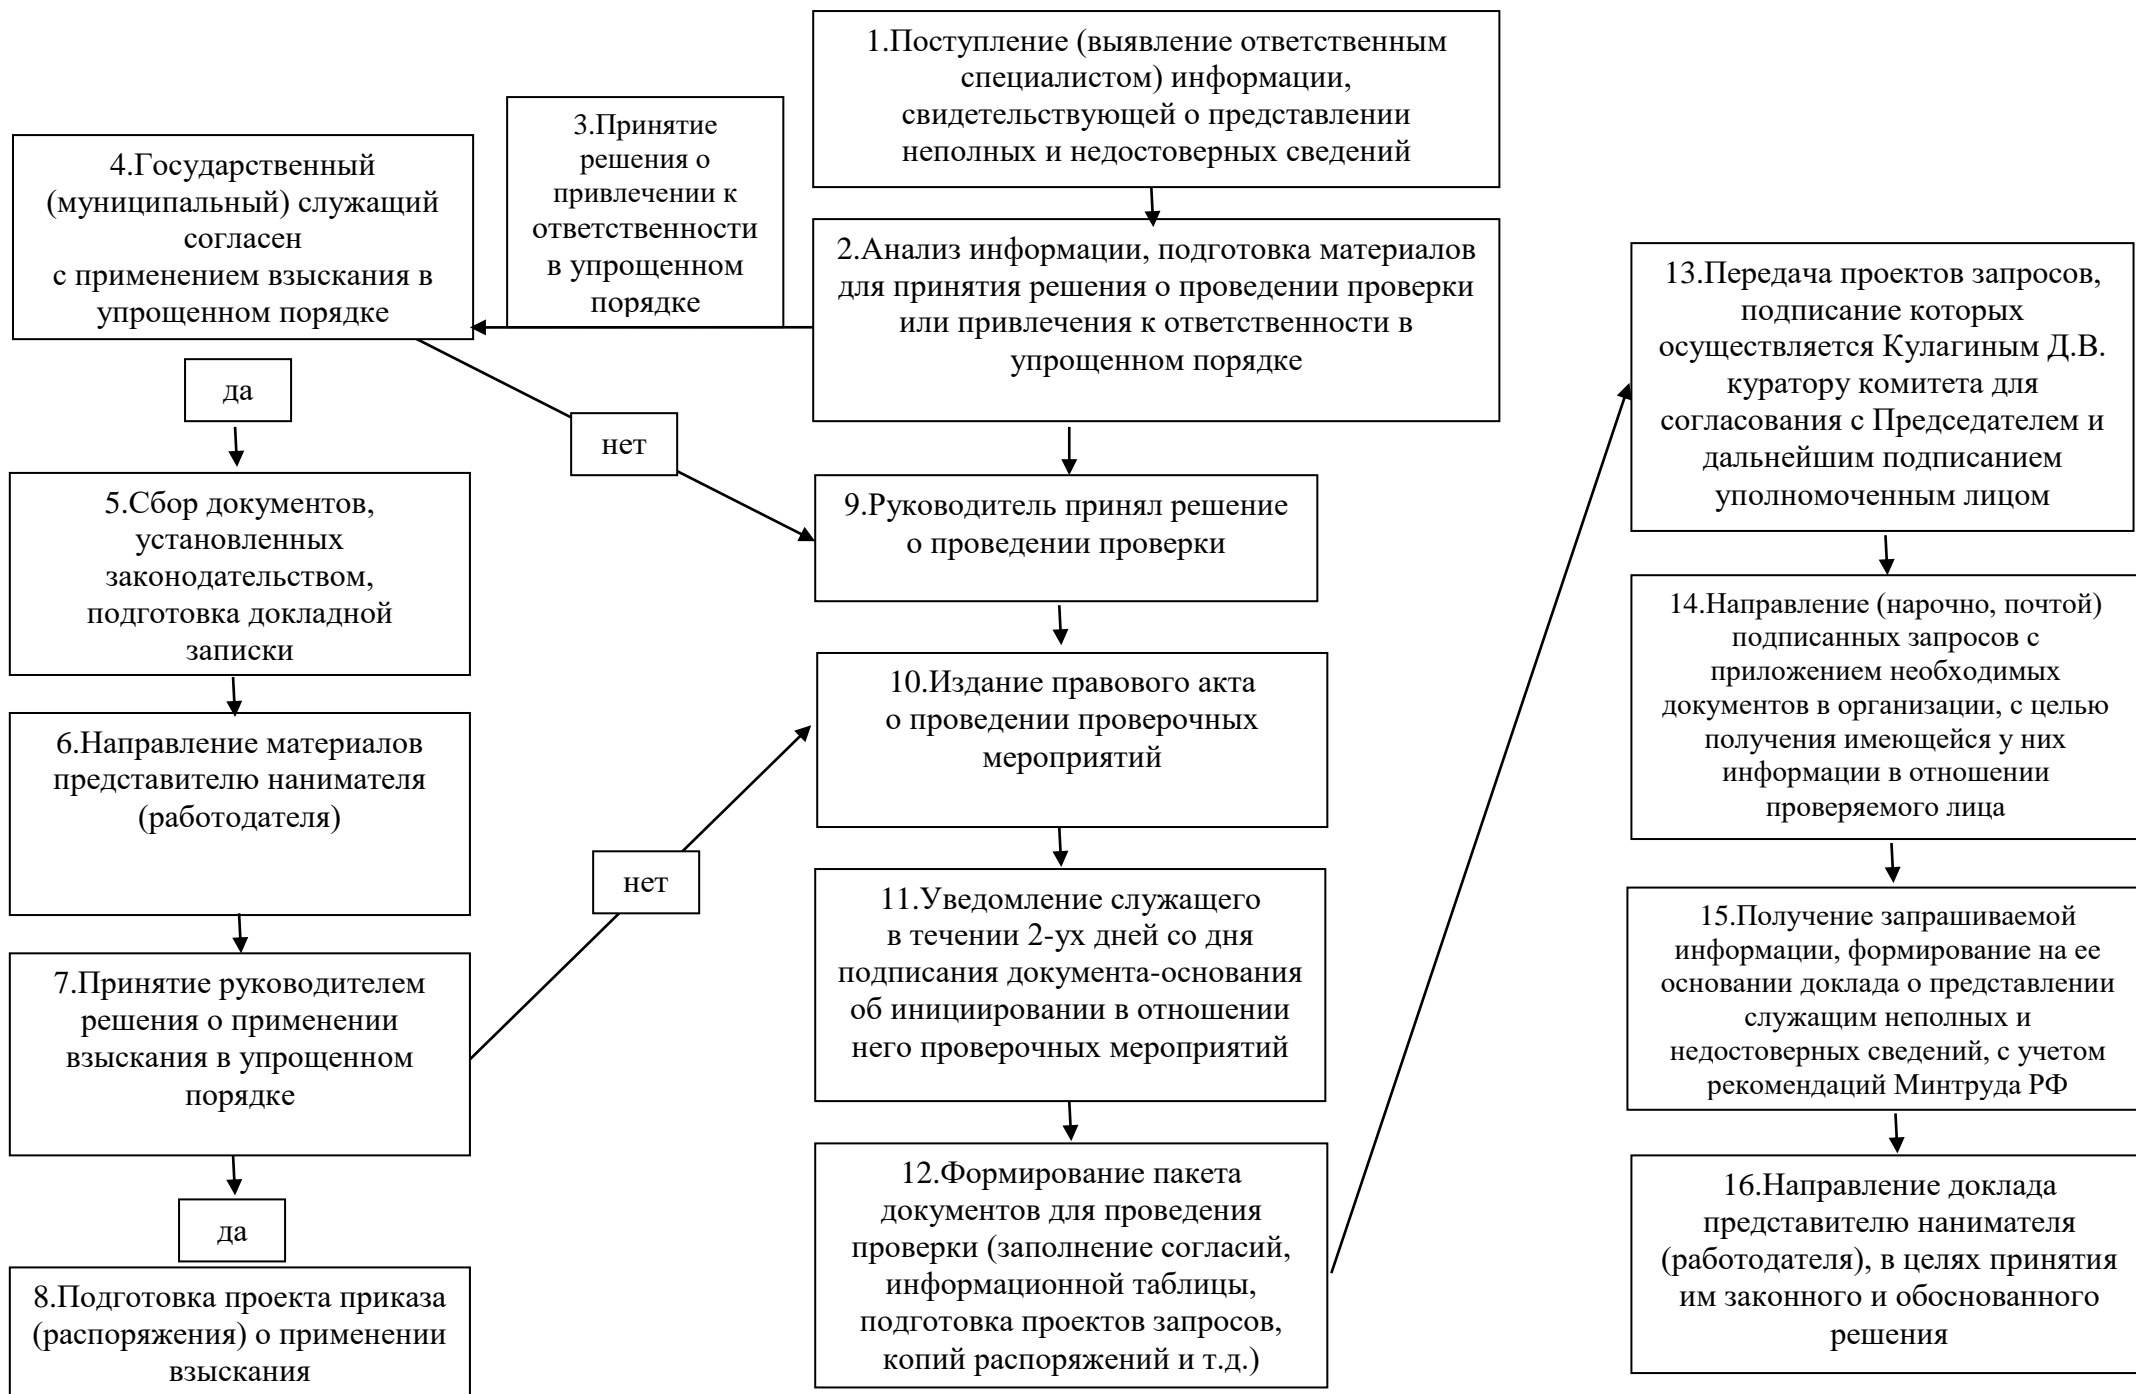 1.Поступление (выявление ответственным
специалистом) информации,
свидетельствующей о представлении
неполных и недостоверных сведений
2.Анализ информации, подготовка материалов
для принятия решения о проведении проверки
или привлечения к ответственности в
упрощенном порядке
3.Принятие
решения о
привлечении к
ответственности
в упрощенном
порядке
4.Государственный
(муниципальный) служащий
согласен
с применением взыскания в
упрощенном порядке
да
нет
5.Сбор документов,
установленных
законодательством,
подготовка докладной
записки
6.Направление материалов
представителю нанимателя
(работодателя)
7.Принятие руководителем
решения о применении
взыскания в упрощенном
порядке
нет
да
8.Подготовка проекта приказа
(распоряжения) о применении
взыскания
9.Руководитель принял решение
о проведении проверки
10.Издание правового акта
о проведении проверочных
мероприятий
11.Уведомление служащего
в течении 2-ух дней со дня
подписания документа-основания
об инициировании в отношении
него проверочных мероприятий
12.Формирование пакета
документов для проведения
проверки (заполнение согласий,
информационной таблицы,
подготовка проектов запросов,
копий распоряжений и т.д.)
13.Передача проектов запросов,
подписание которых
осуществляется Кулагиным Д.В.
куратору комитета для
согласования с Председателем и
дальнейшим подписанием
уполномоченным лицом
14.Направление (нарочно, почтой)
подписанных запросов с
приложением необходимых
документов в организации, с целью
получения имеющейся у них
информации в отношении
проверяемого лица
15.Получение запрашиваемой
информации, формирование на ее
основании доклада о представлении
служащим неполных и
недостоверных сведений, с учетом
рекомендаций Минтруда РФ
16.Направление доклада
представителю нанимателя
(работодателя), в целях принятия
им законного и обоснованного
решения